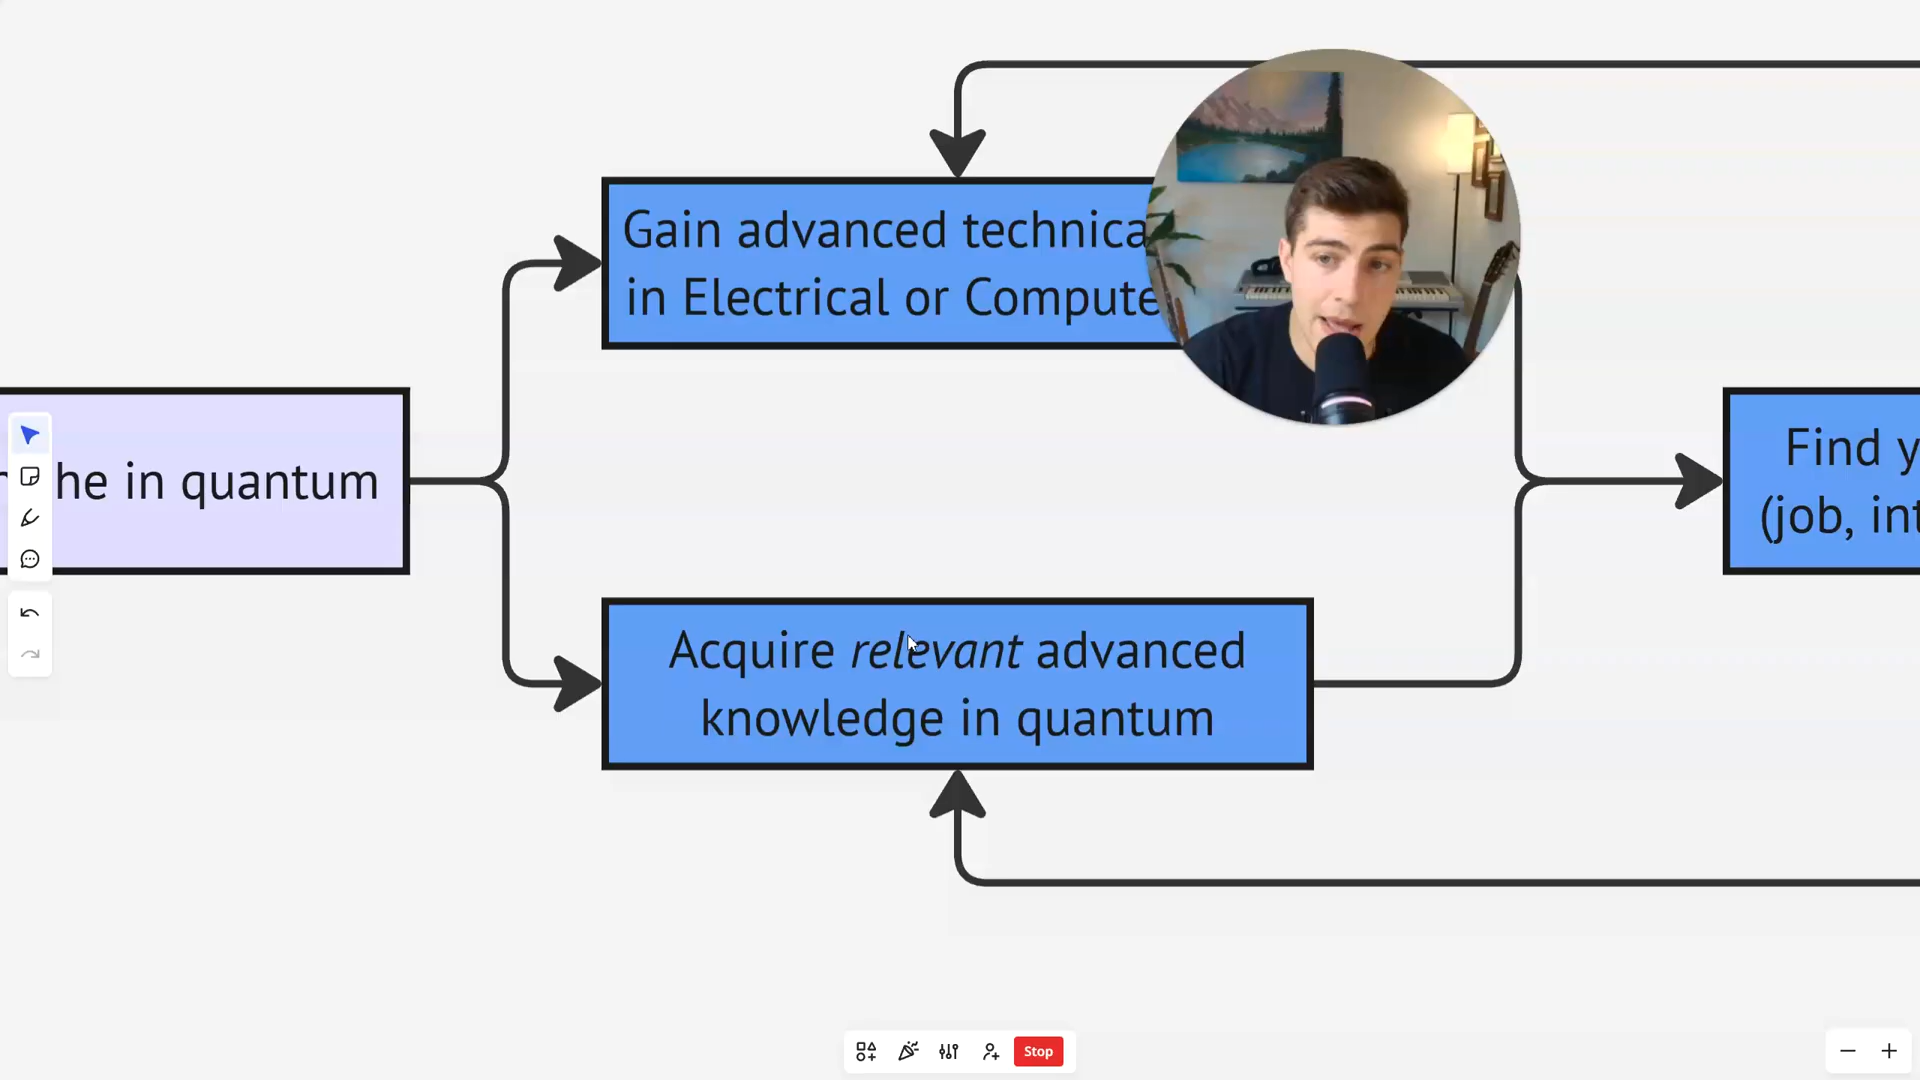 Gain advanced technica
in Electrical or Compute
he in quantum
Find y
(job, int
Acquire relevant advanced
knowledge in quantum
Stop